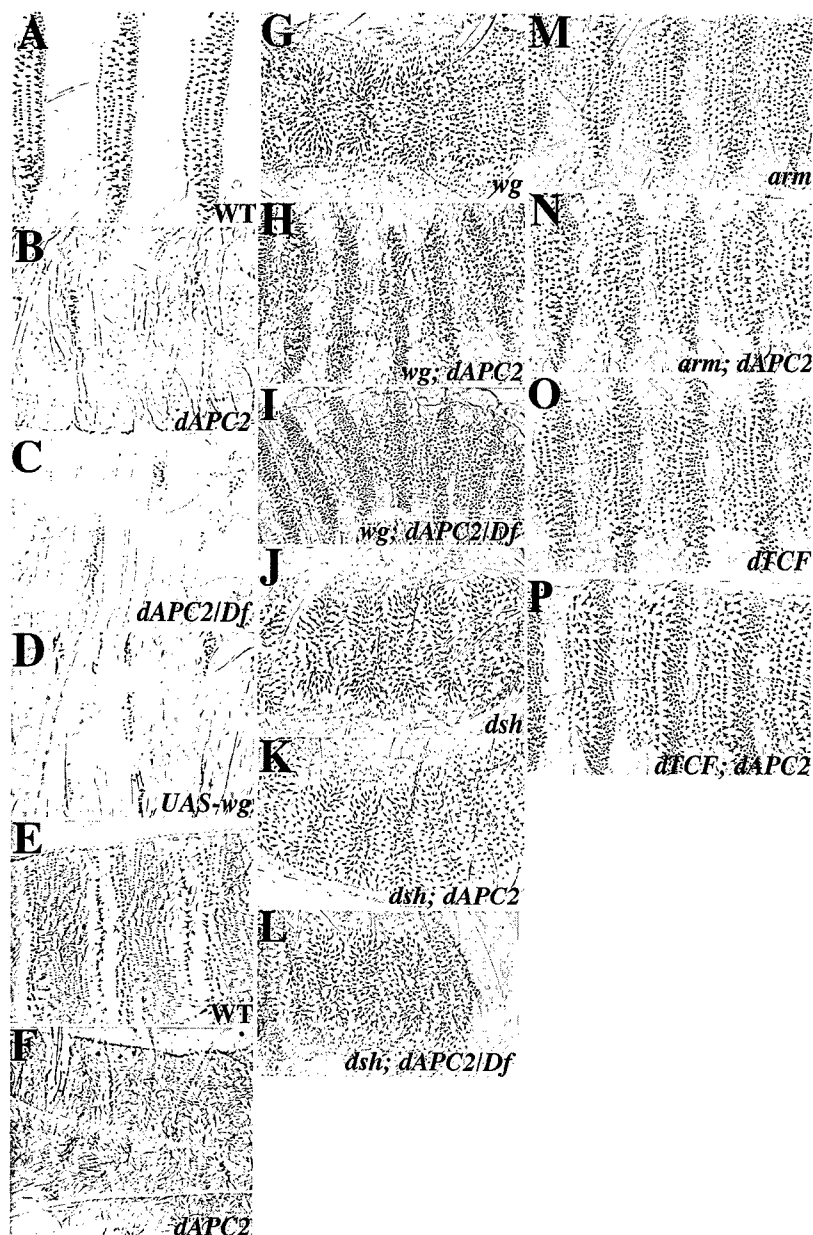 A
WT
B
dAPC2
C
dAPC2/Df
D
UAS-wg
E
WT
F
dAPC2
G
wg
H
wg; dAPC2
I
wg; dAPC2/Df
J
dsh
K
dsh; dAPC2
L
dsh; dAPC2/Df
M
arm
N
arm; dAPC2
O
dTCF
P
dTCF; dAPC2